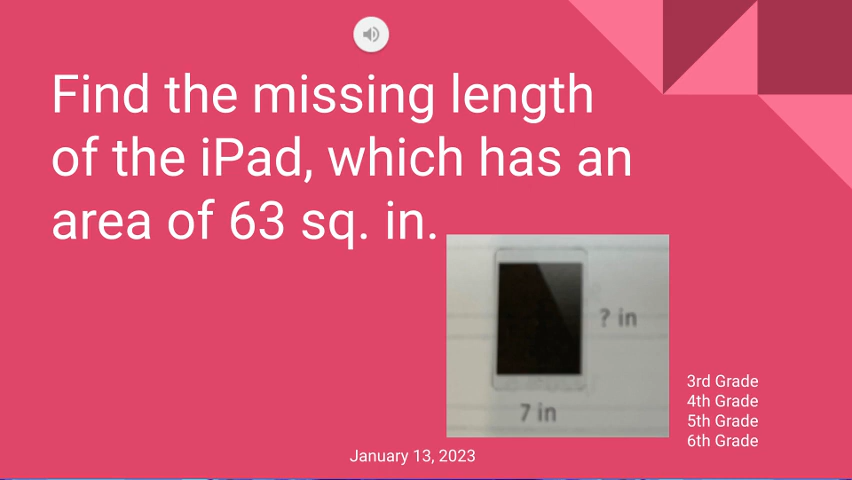 Find the missing length
of the iPad, which has an
area of 63 sq. in.
? in
7 in
3rd Grade
4th Grade
5th Grade
6th Grade
January 13, 2023